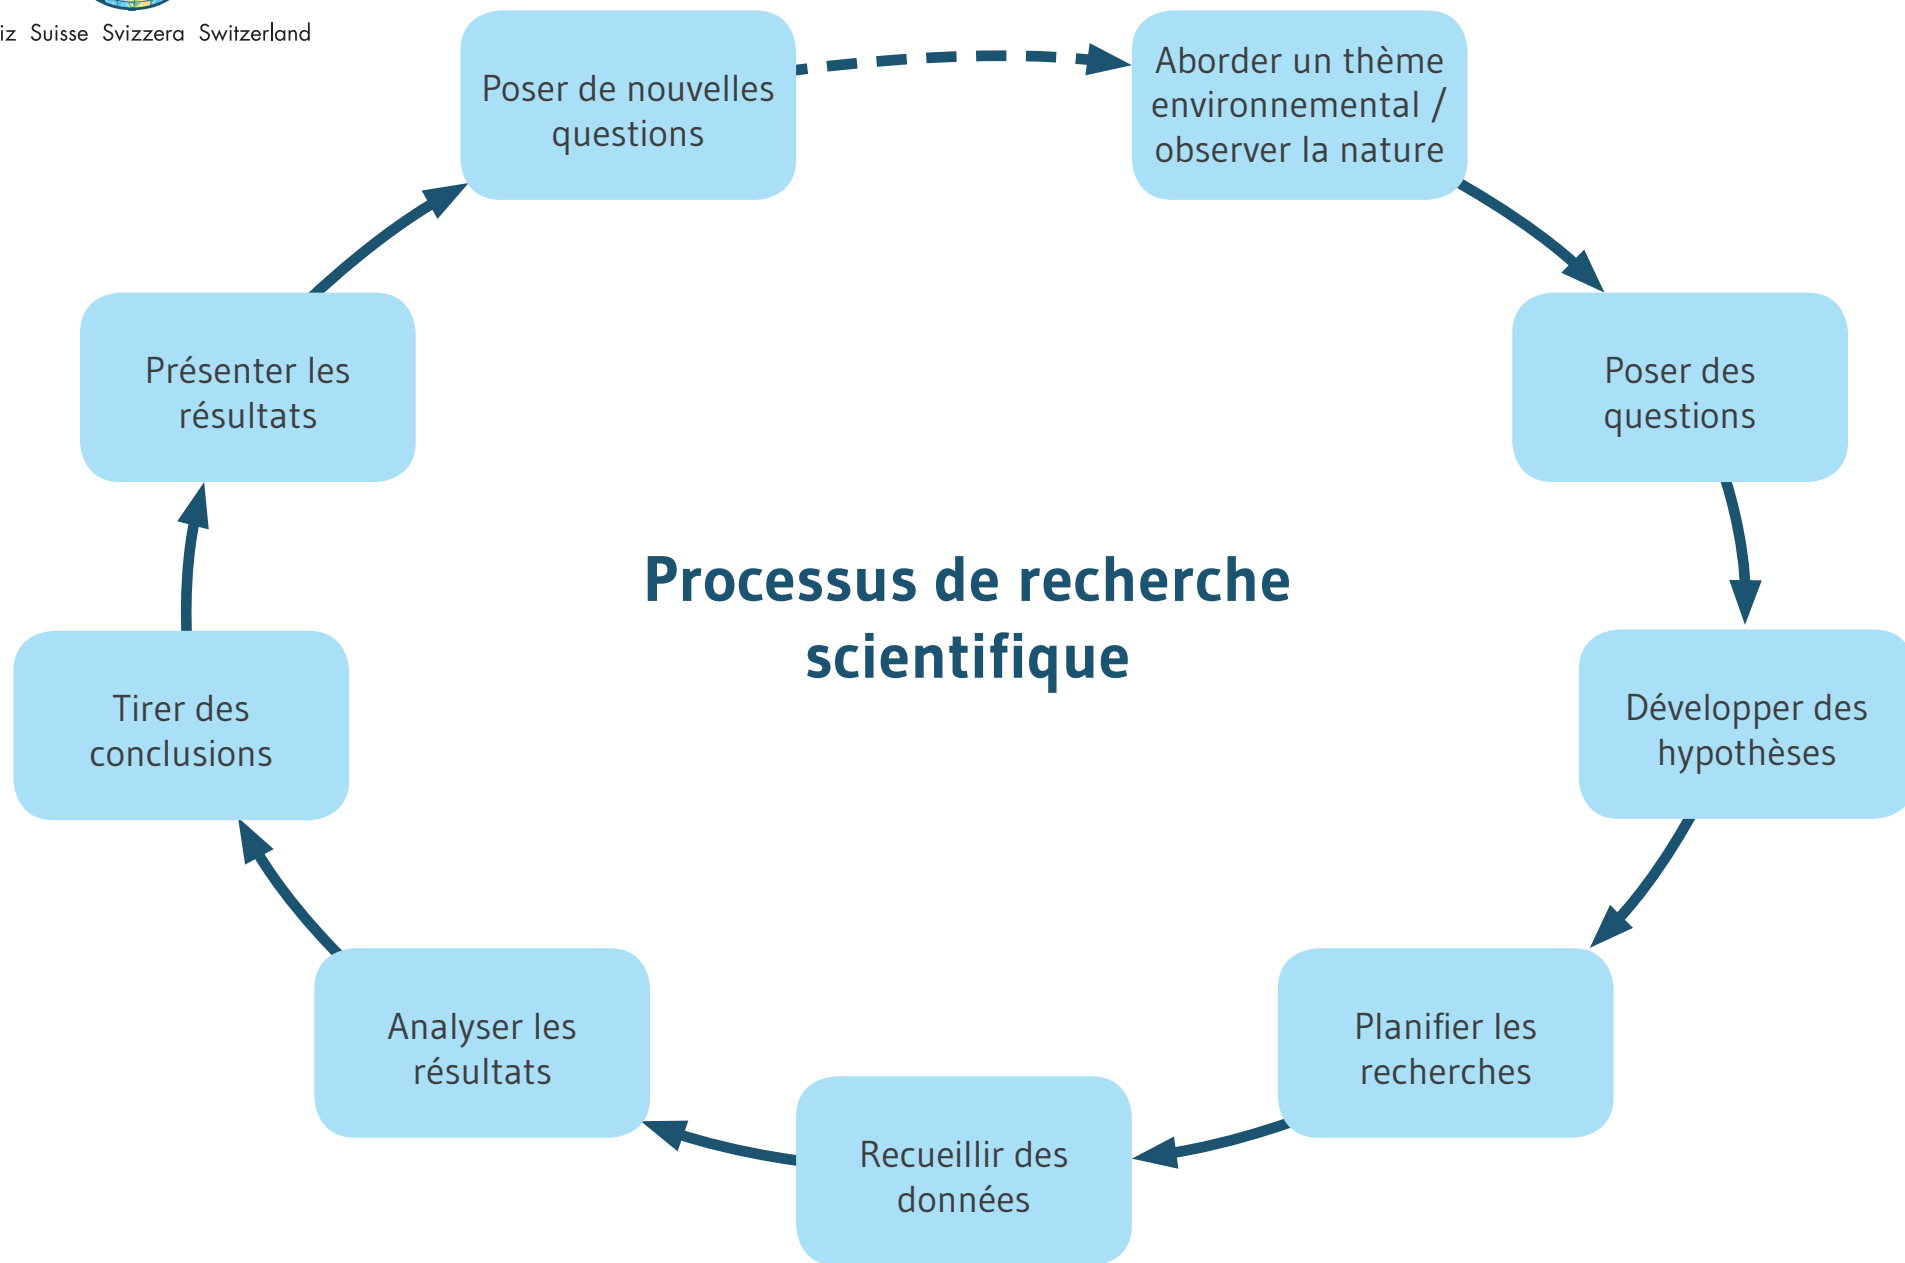 Suisse Svizzera Switzerland
Poser de nouvelles
questions
Aborder un thème
environnemental /
observer la nature
Présenter les
résultats
Poser des
questions
Processus de recherche
scientifique
Tirer des
conclusions
Développer des
hypothèses
Analyser les
résultats
Planifier les
recherches
Recueillir des
données